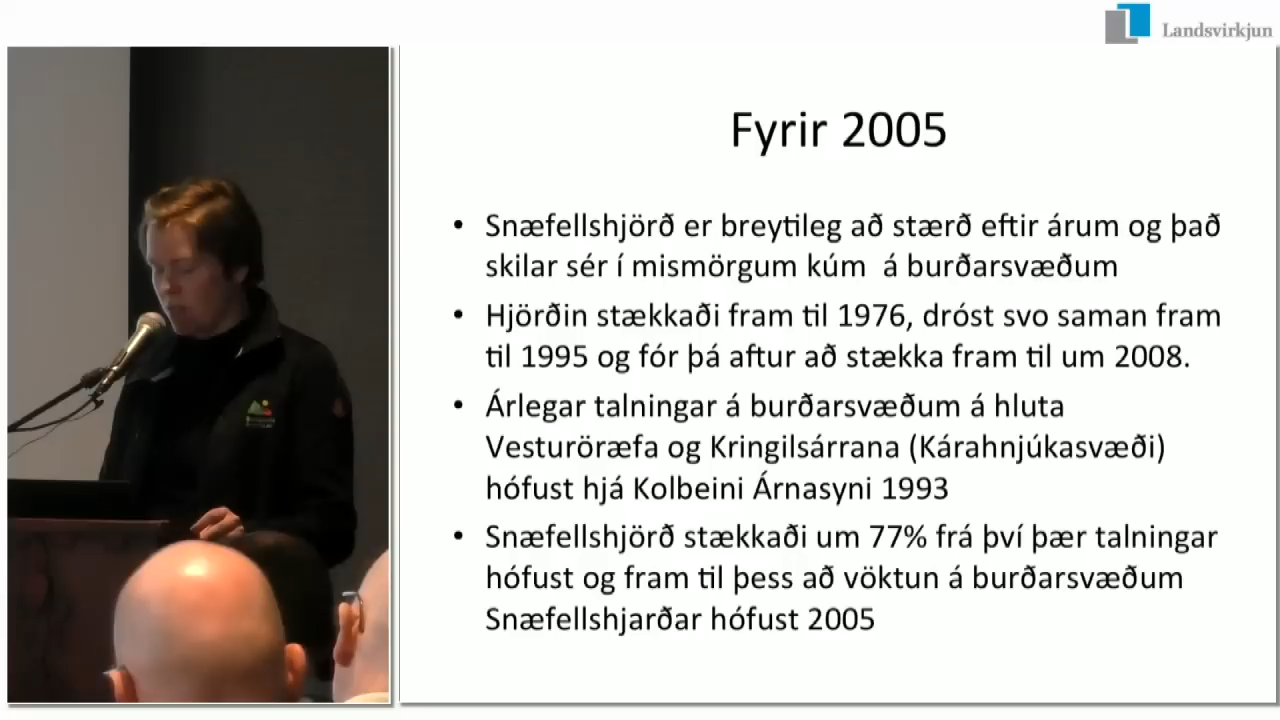 Landsvirkjun
Fyrir 2005
• Snæfellshjörð er breytileg að stærð eftir árum og það
skilar sér í mismörgum kúm á burðarsvæðum
• Hjörðin stækkaði fram til 1976, dróst svo saman fram
til 1995 og fór þá aftur að stækka fram til um 2008.
• Árlegar talningar á burðarsvæðum á hluta
Vesturöræfa og Kringilsárrana (Kárahnjúkasvæði)
hófust hjá Kolbeini Árnasyni 1993
• Snæfellshjörð stækkaði um 77% frá því þær talningar
hófust og fram til þess að vöktun á burðarsvæðum
Snæfellshjarðar hófust 2005